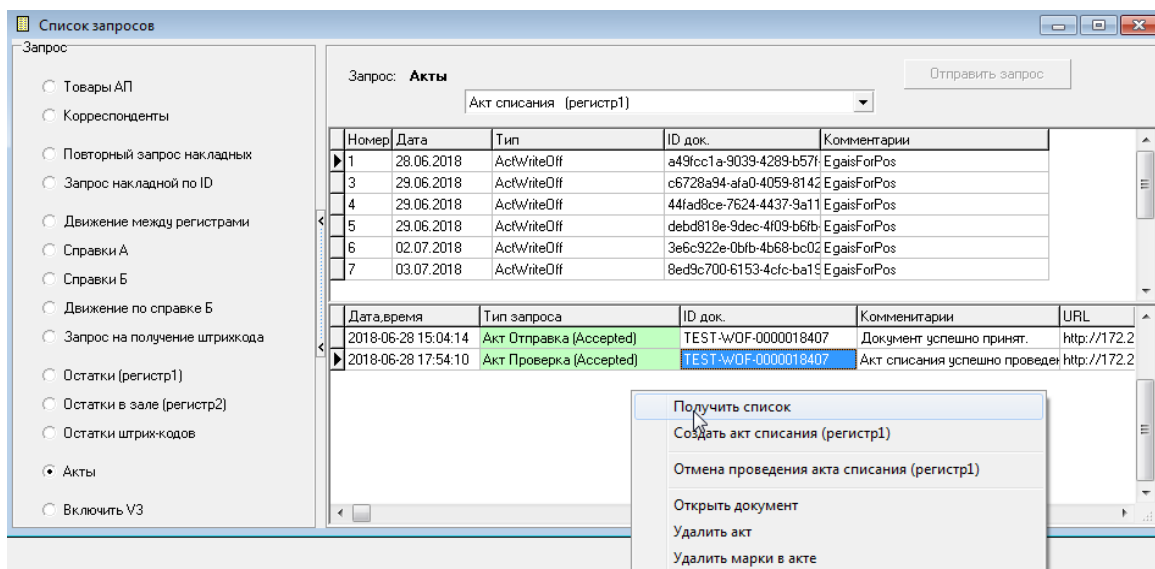 Список запросов
Запрос
Товары АП
Корреспонденты
Повторный запрос накладных
Запрос накладной по ID
Движение между регистрами
Справки А
Справки Б
Движение по справке Б
Запрос на получение штрихкода
Остатки (регистр1)
Остатки в зале (регистр2)
Остатки штрих-кодов
Акты
Включить V3
Запрос: Акты
Отправить запрос
Акт списания (регистр1)
Номер Дата Тип ID док. Комментарии
1 28.06.2018 ActWriteOff a49fcc1a-9039-4289-b57f- EgaisForPos
3 29.06.2018 ActWriteOff c6728a94-afa0-4059-8142 EgaisForPos
4 29.06.2018 ActWriteOff 44fad8ce-7624-4437-9a11 EgaisForPos
5 29.06.2018 ActWriteOff debd818e-9dec-4f09-b6fb- EgaisForPos
6 02.07.2018 ActWriteOff 3e6c922e-0bfb-4b68-bc02 EgaisForPos
7 03.07.2018 ActWriteOff 8ed9c700-6153-4cfc-ba19 EgaisForPos
Дата,время Тип запроса ID док. Комменитарии URL
2018-06-28 15:04:14 Акт Отправка (Accepted) TEST-WOF-0000018407 Документ успешно принят. http://172.2
2018-06-28 17:54:10 Акт Проверка (Accepted) TEST-WOF-0000018407 Акт списания успешно проведен http://172.2
Получить список
Создать акт списания (регистр1)
Отмена проведения акта списания (регистр1)
Открыть документ
Удалить акт
Удалить марки в акте